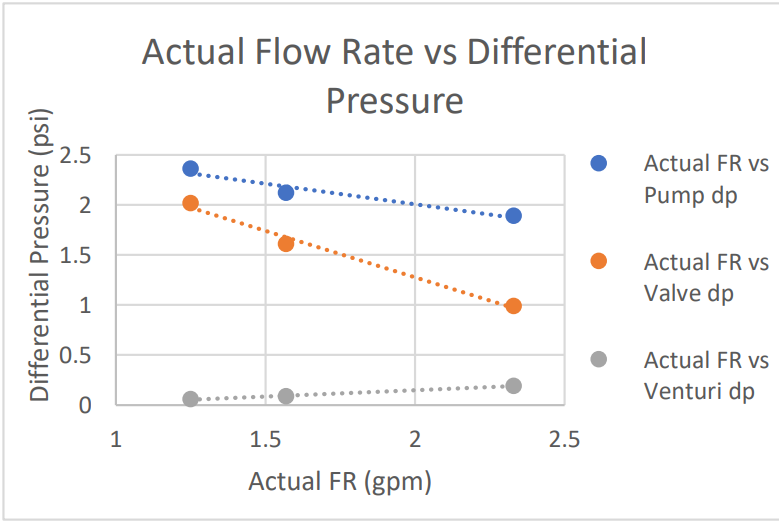 Actual Flow Rate vs Differential
Pressure
Differential Pressure (psi)
2.5
2
1.5
1
0.5
0
1 1.5 2 2.5
Actual FR (gpm)
Actual FR vs
Pump dp
Actual FR vs
Valve dp
Actual FR vs
Venturi dp